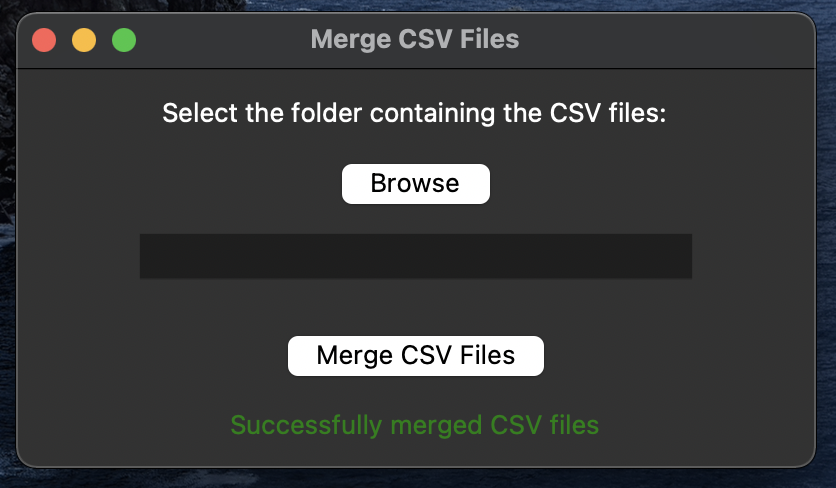 Merge CSV Files
Select the folder containing the CSV files:
Browse
Merge CSV Files
Successfully merged CSV files